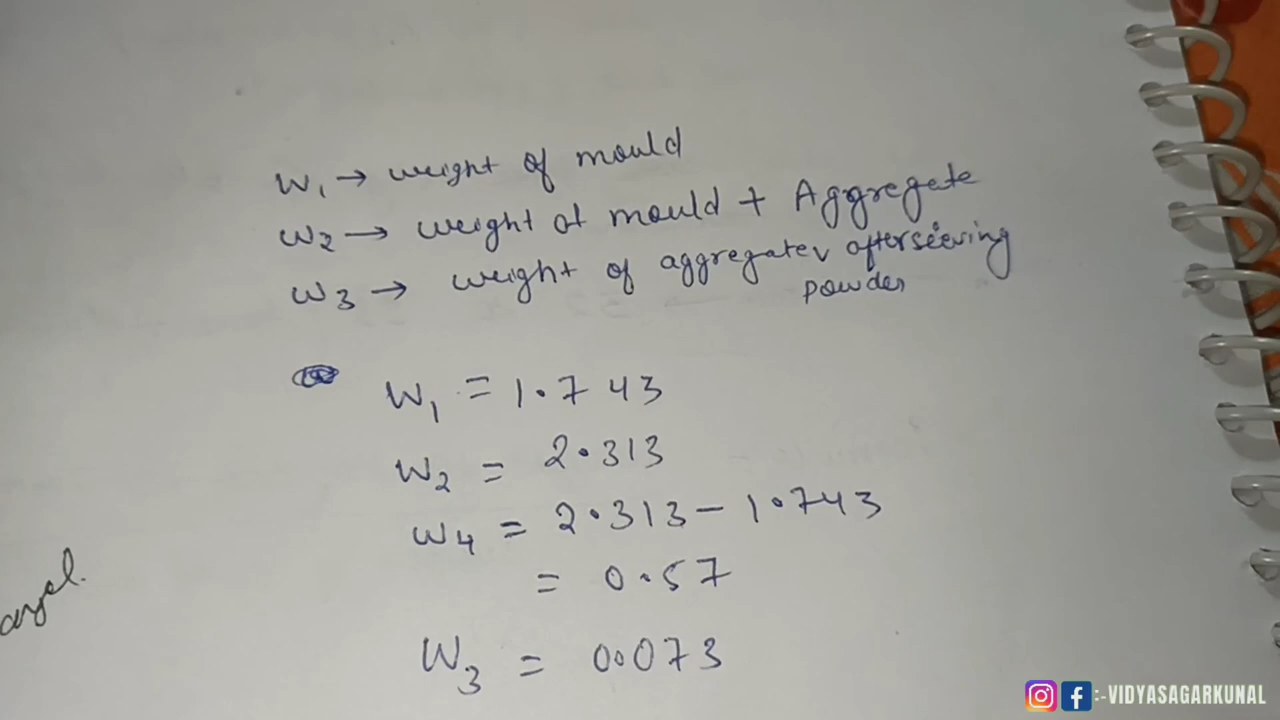 W1 → weight of mould
W2 → weight of mould + Aggregate
W3 → weight of aggregate after sieving
powder
W1 = 1.743
W2 = 2.313
W4 = 2.313 - 1.743
= 0.57
W3 = 0.073
:-VIDYASAGARKUNAL